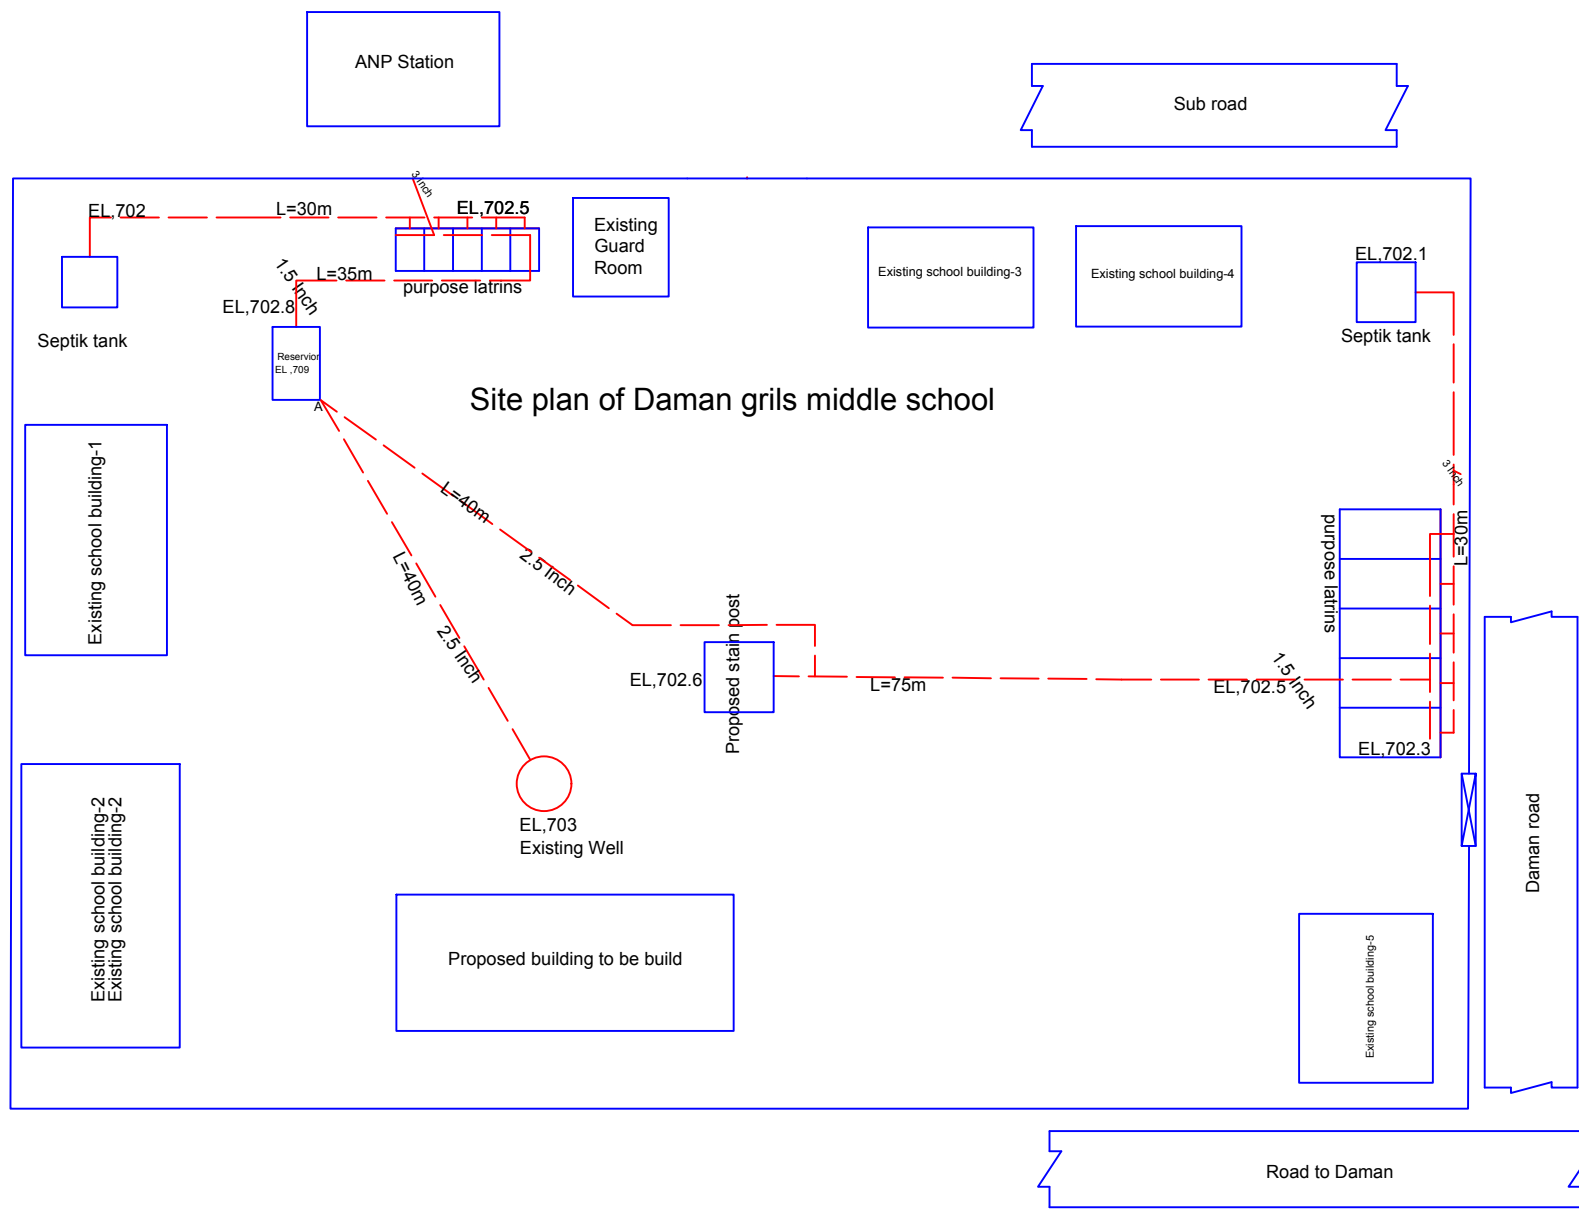 ANP Station
Sub road
3 Inch
EL,702
L=30m
EL,702.5
Existing
Guard
Room
Existing school building-3
Existing school building-4
EL,702.1
1.5 Inch
L=35m
purpose latrins
EL,702.8
Septik tank
Septik tank
Reservior
EL ,709
A
Site plan of Daman grils middle school
Existing school building-1
L=40m
2.5 Inch
L=40m
2.5 Inch
3 Inch
L=30m
purpose latrins
Proposed stain post
EL,702.6
L=75m
EL,702.5
1.5 Inch
EL,702.3
EL,703
Existing Well
Existing school building-2
Existing school building-2
Proposed building to be build
Existing school building-5
Daman road
Road to Daman